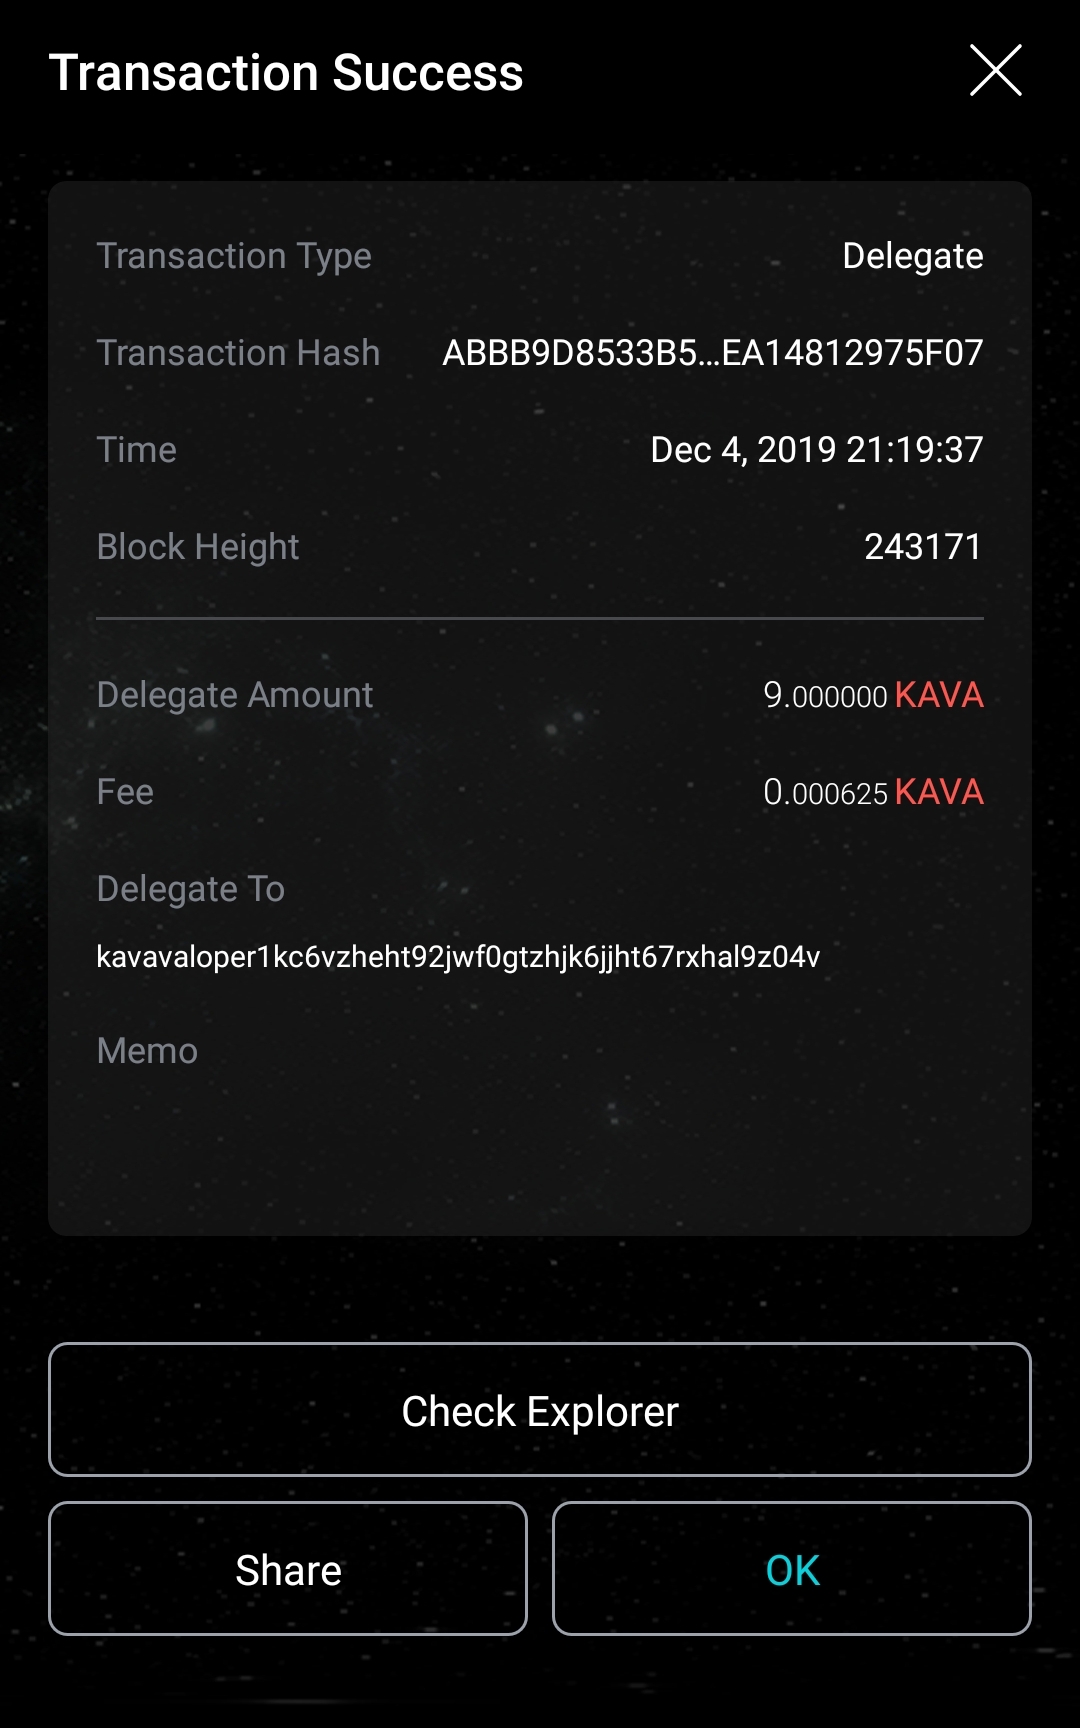 Transaction Success
Transaction Type Delegate
Transaction Hash ABBB9D8533B5...EA14812975F07
Time Dec 4, 2019 21:19:37
Block Height 243171
Delegate Amount 9.000000 KAVA
Fee 0.000625 KAVA
Delegate To
kavavaloper1kc6vzheht92jwf0gtzhjk6jjht67rxhal9z04v
Memo
Check Explorer
Share OK